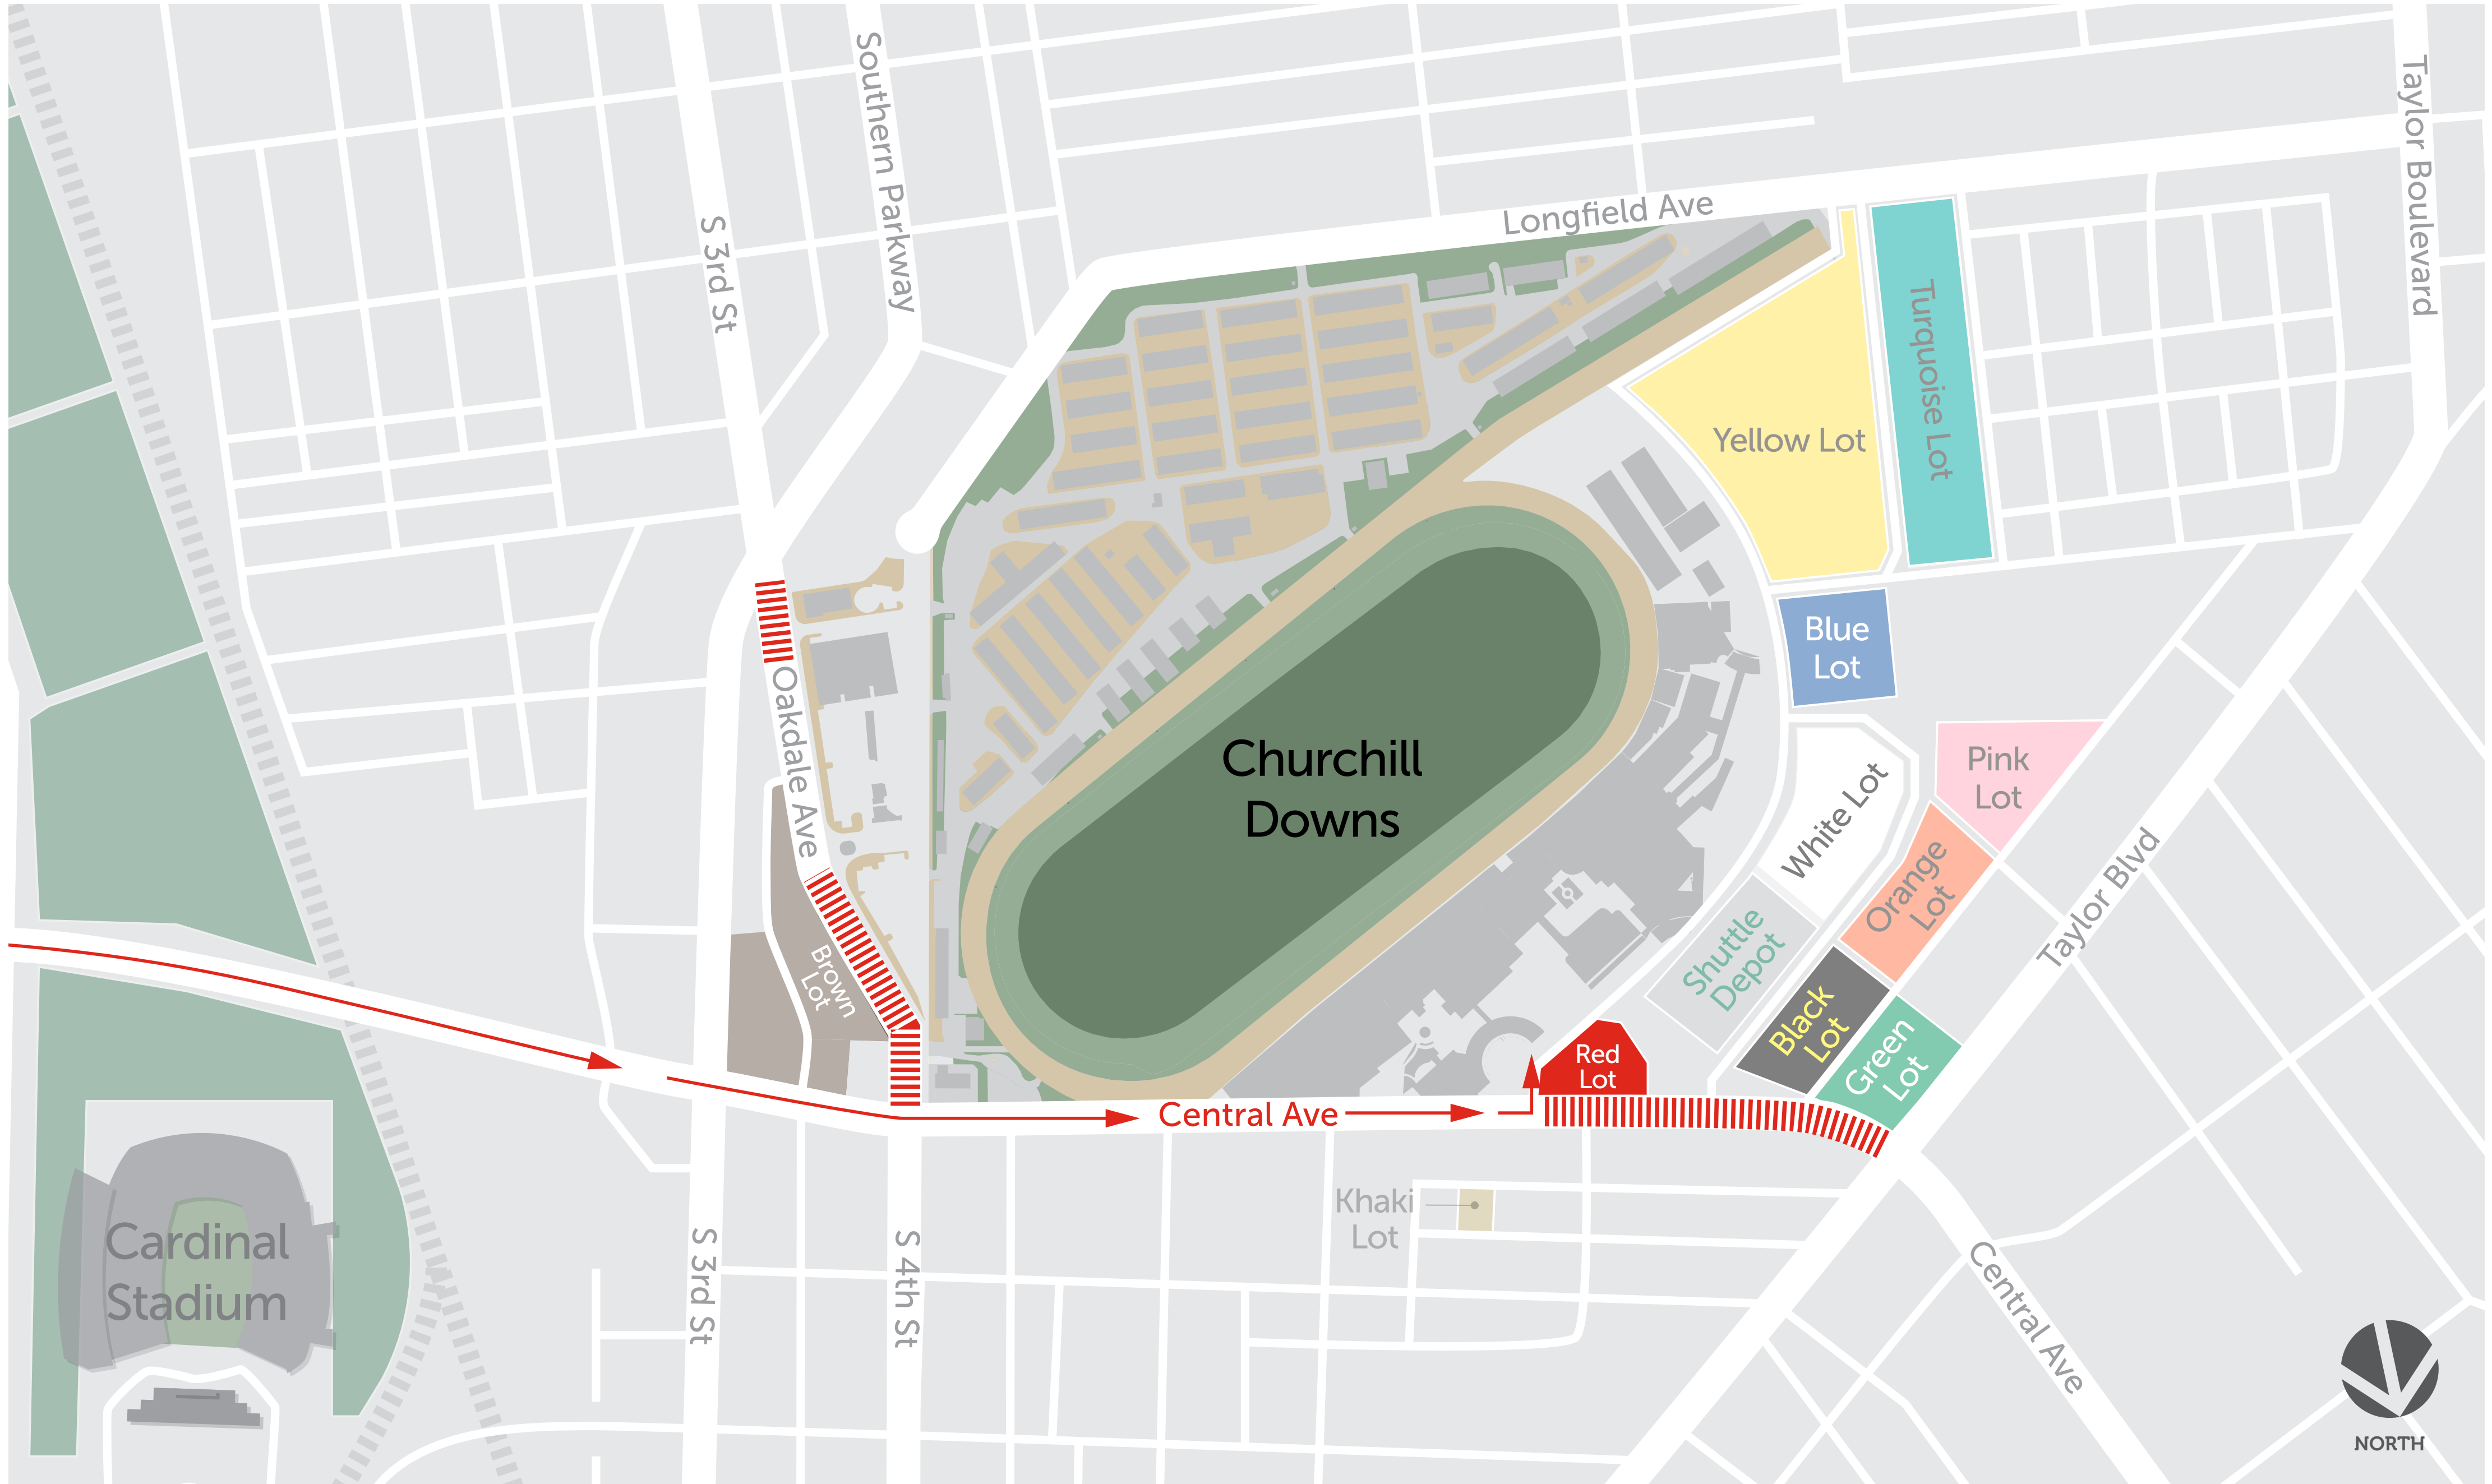 Southern Parkway
Taylor Boulevard
Longfield Ave
S 3rd St
Turquoise Lot
Yellow Lot
Blue
Lot
Oakdale Ave
Churchill
Downs
Pink
Lot
White Lot
Orange
Lot
Taylor Blvd
Shuttle
Depot
Brown
Lot
Black
Lot
Green
Lot
Red
Lot
Central Ave
Khaki
Lot
Cardinal
Stadium
S 3rd St
S 4th St
Central Ave
NORTH